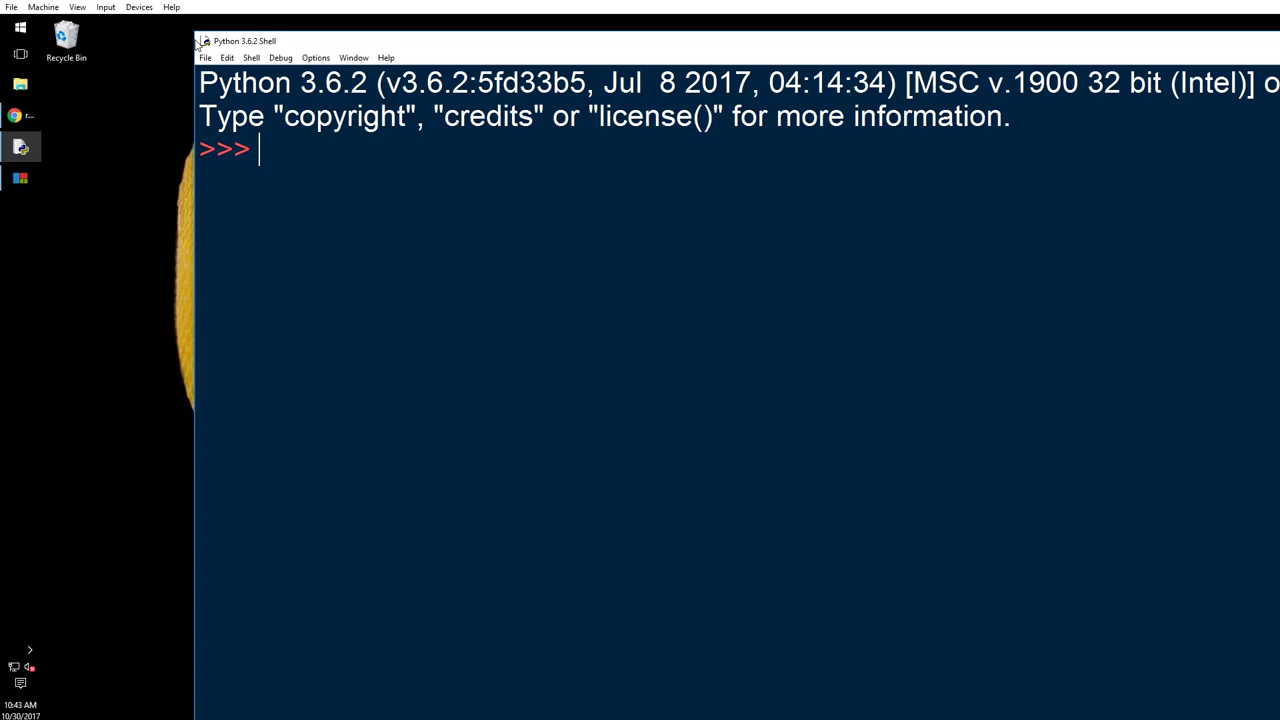 File Machine View Input Devices Help
Recycle Bin
Python 3.6.2 Shell
File Edit Shell Debug Options Window Help
Python 3.6.2 (v3.6.2:5fd33b5, Jul 8 2017, 04:14:34) [MSC v.1900 32 bit (Intel)] o
Type "copyright", "credits" or "license()" for more information.
>>>
r...
10:43 AM
10/30/2017